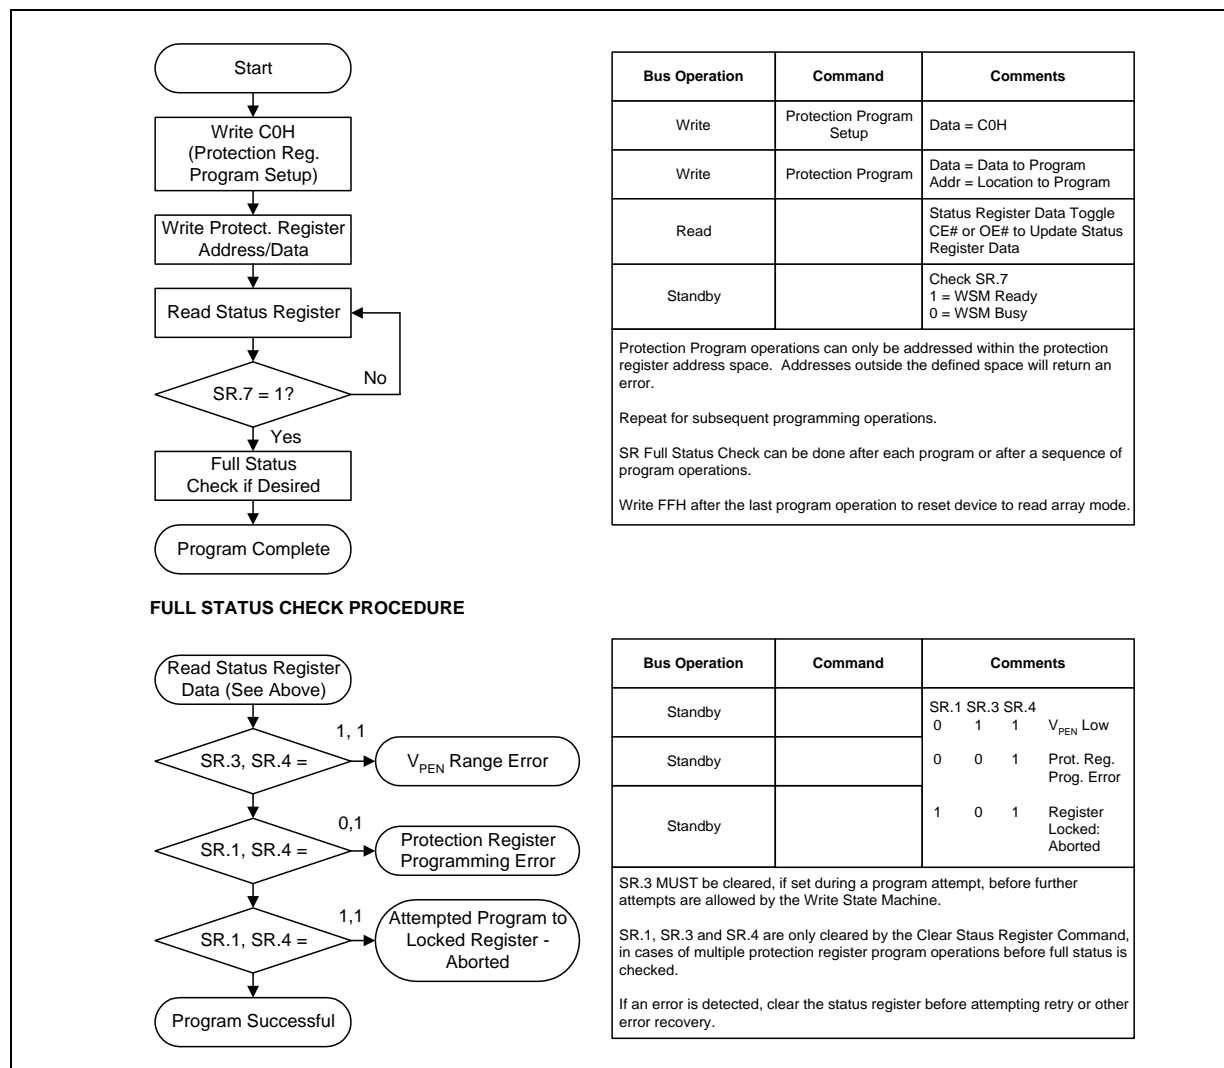 Start
Write C0H
(Protection Reg.
Program Setup)
Write Protect. Register
Address/Data
Read Status Register
SR.7 = 1?
No
Yes
Full Status
Check if Desired
Program Complete
Bus Operation Command Comments
Write Protection Program
Setup Data = C0H
Write Protection Program Data = Data to Program
Addr = Location to Program
Read Status Register Data Toggle
CE# or OE# to Update Status
Register Data
Standby Check SR.7
1 = WSM Ready
0 = WSM Busy
Protection Program operations can only be addressed within the protection
register address space. Addresses outside the defined space will return an
error.
Repeat for subsequent programming operations.
SR Full Status Check can be done after each program or after a sequence of
program operations.
Write FFH after the last program operation to reset device to read array mode.
FULL STATUS CHECK PROCEDURE
Read Status Register
Data (See Above)
SR.3, SR.4 =
1, 1
VPEN Range Error
SR.1, SR.4 =
0,1
Protection Register
Programming Error
SR.1, SR.4 =
1,1
Attempted Program to
Locked Register -
Aborted
Program Successful
Bus Operation Command Comments
Standby SR.1 SR.3 SR.4
0 1 1 VPEN Low
Standby 0 0 1 Prot. Reg.
Prog. Error
Standby 1 0 1 Register
Locked:
Aborted
SR.3 MUST be cleared, if set during a program attempt, before further
attempts are allowed by the Write State Machine.
SR.1, SR.3 and SR.4 are only cleared by the Clear Staus Register Command,
in cases of multiple protection register program operations before full status is
checked.
If an error is detected, clear the status register before attempting retry or other
error recovery.